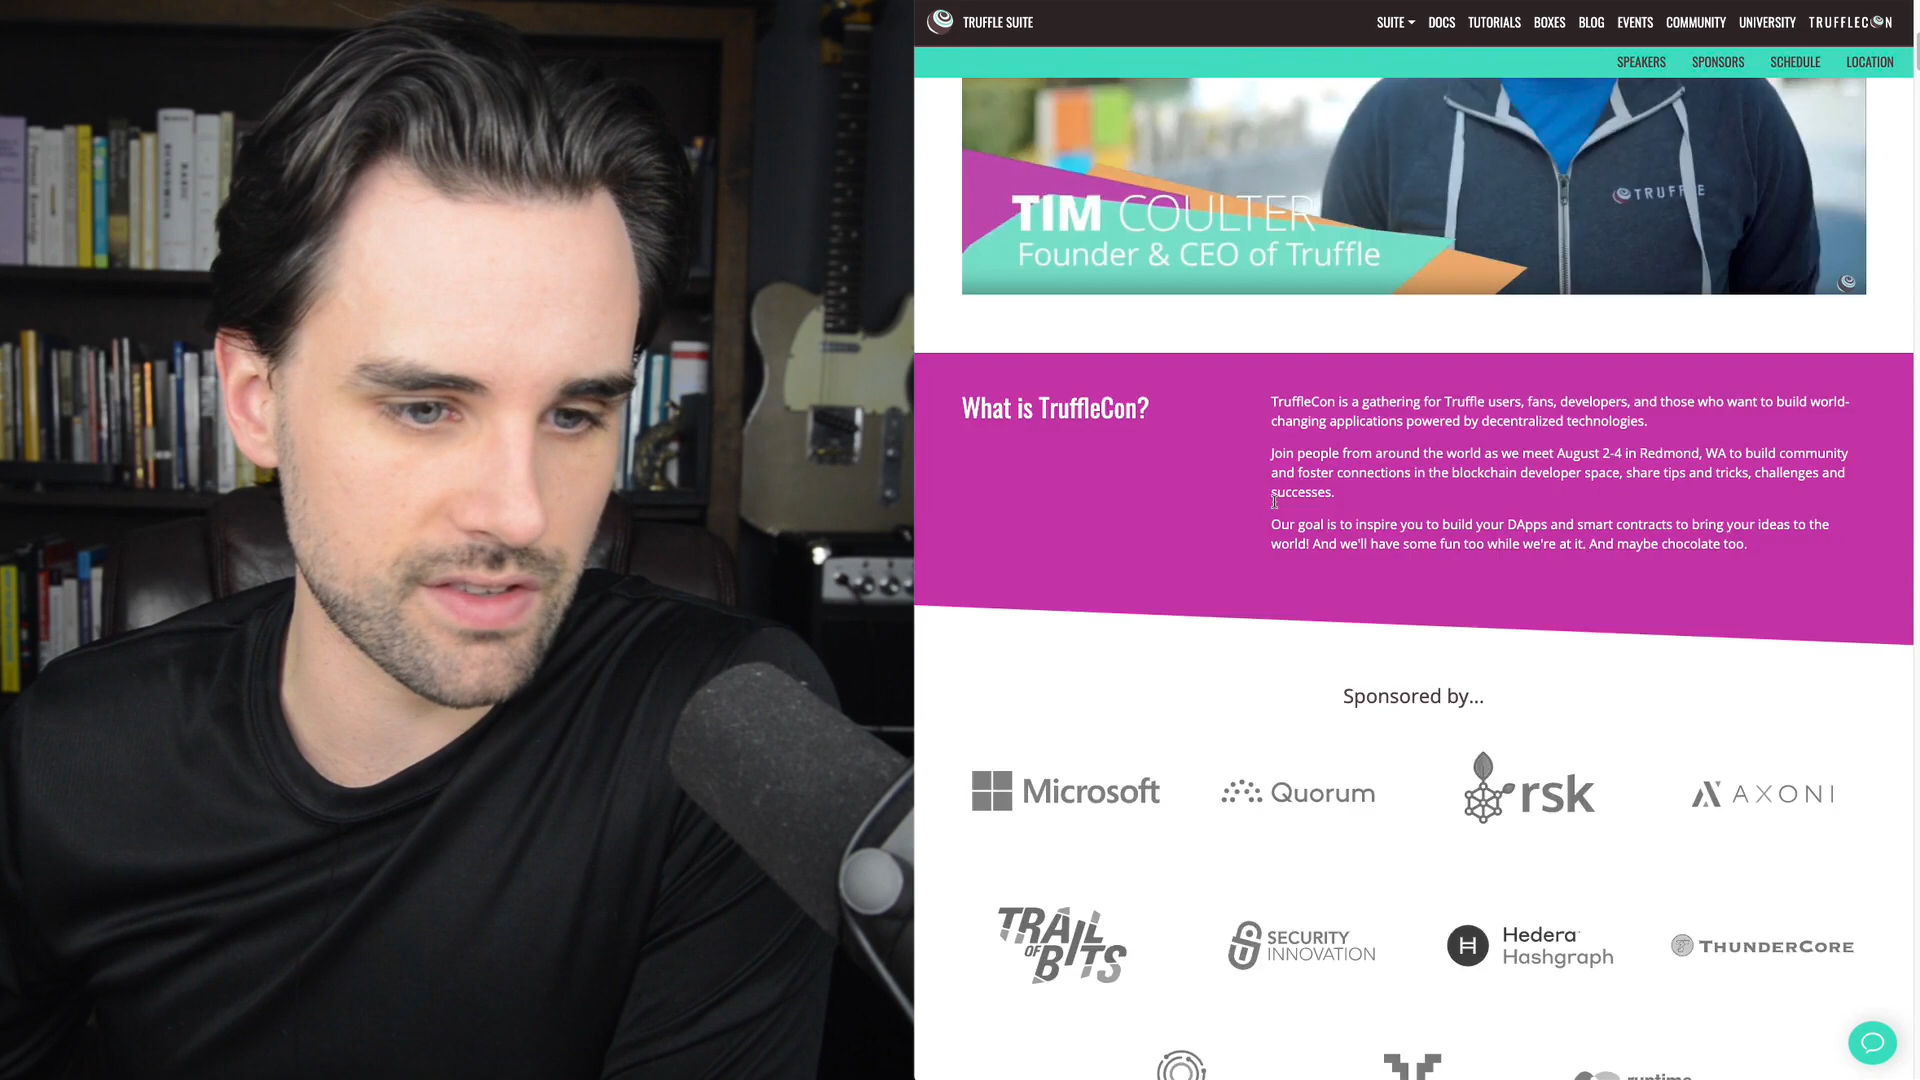 TRUFFLE SUITE
SUITE DOCS TUTORIALS BOXES BLOG EVENTS COMMUNITY UNIVERSITY TRUFFLECON
SPEAKERS SPONSORS SCHEDULE LOCATION
TRUFFLE
TIM COULTER
Founder & CEO of Truffle
What is TruffleCon?
TruffleCon is a gathering for Truffle users, fans, developers, and those who want to build world-
changing applications powered by decentralized technologies.
Join people from around the world as we meet August 2-4 in Redmond, WA to build community
and foster connections in the blockchain developer space, share tips and tricks, challenges and
successes.
Our goal is to inspire you to build your DApps and smart contracts to bring your ideas to the
world! And we'll have some fun too while we're at it. And maybe chocolate too.
Sponsored by...
Microsoft Quorum rsk AXONI
TRAIL OF BITS SECURITY INNOVATION H Hedera Hashgraph THUNDERCORE
runtime